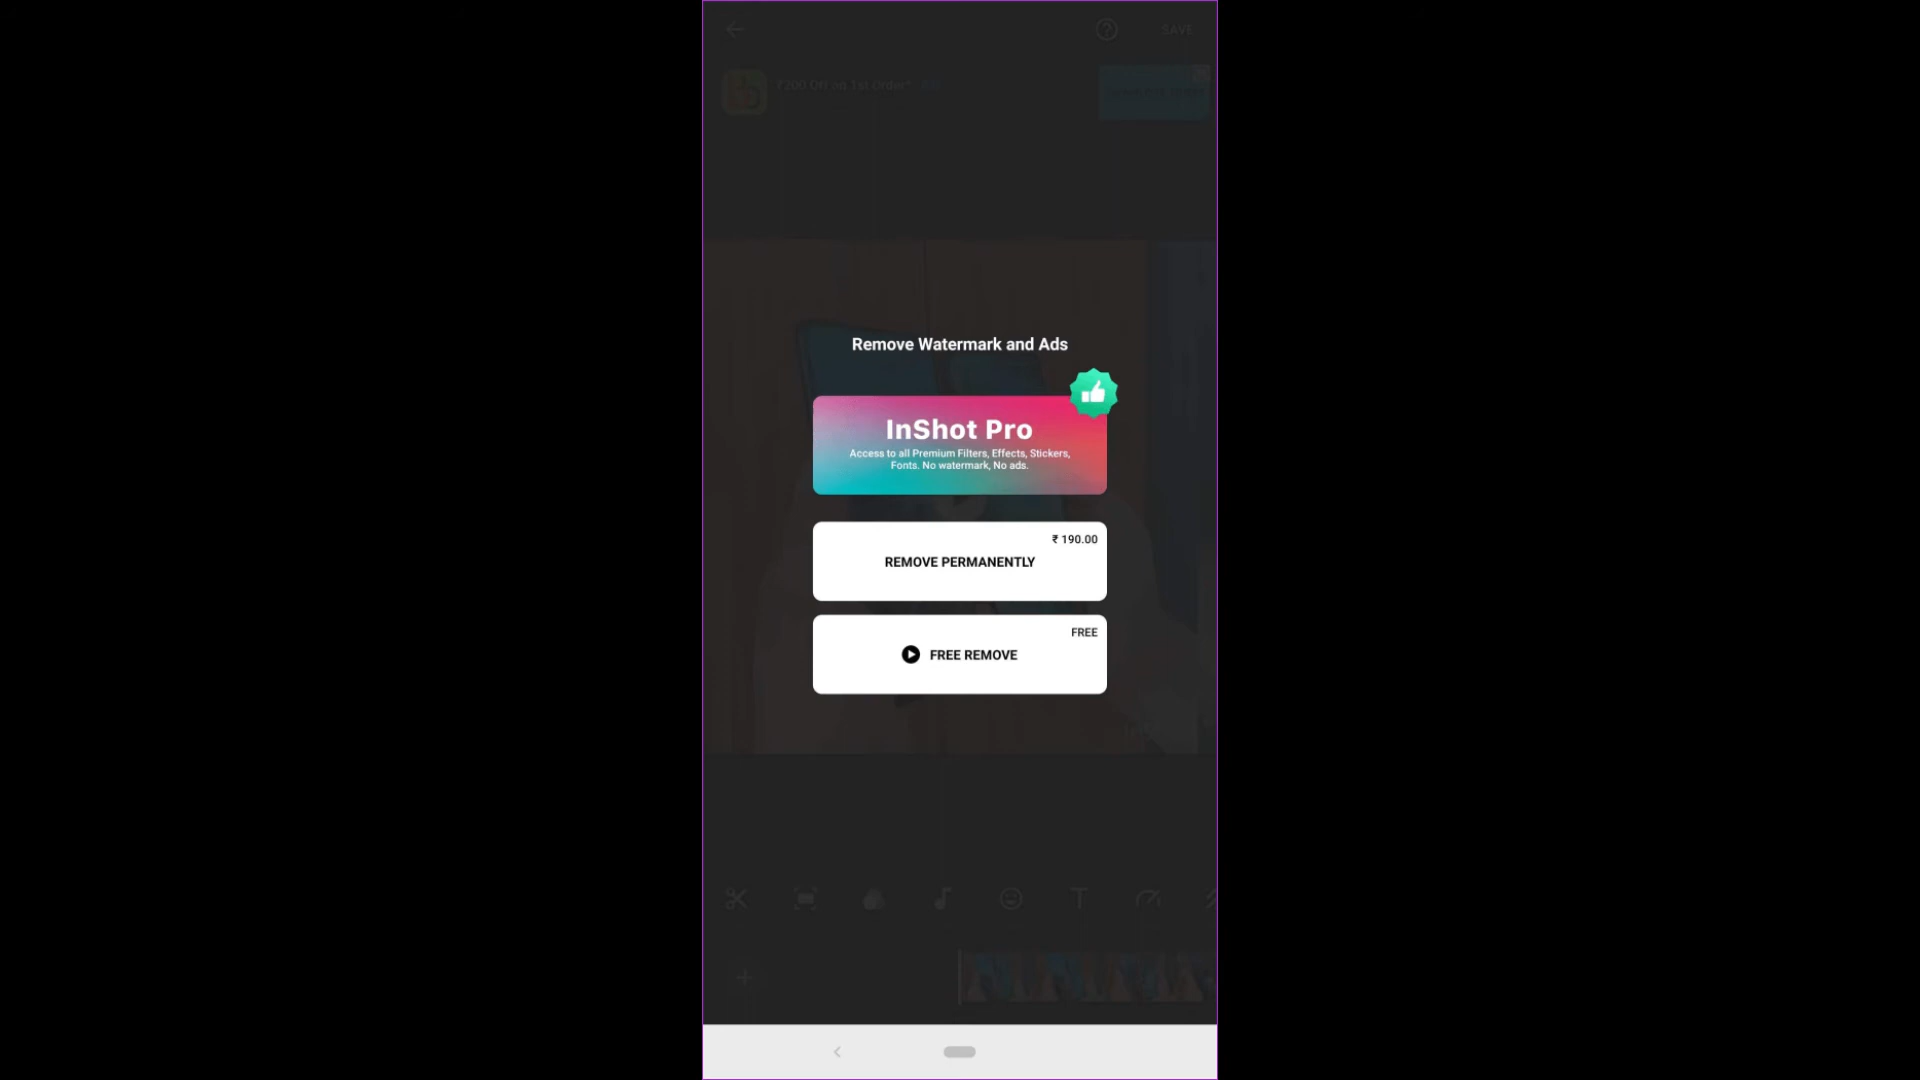 SAVE
₹200 Off on 1st Order*
Remove Watermark and Ads
InShot Pro
Access to all Premium Filters, Effects, Stickers,
Fonts. No watermark, No ads.
₹ 190.00
REMOVE PERMANENTLY
FREE
FREE REMOVE